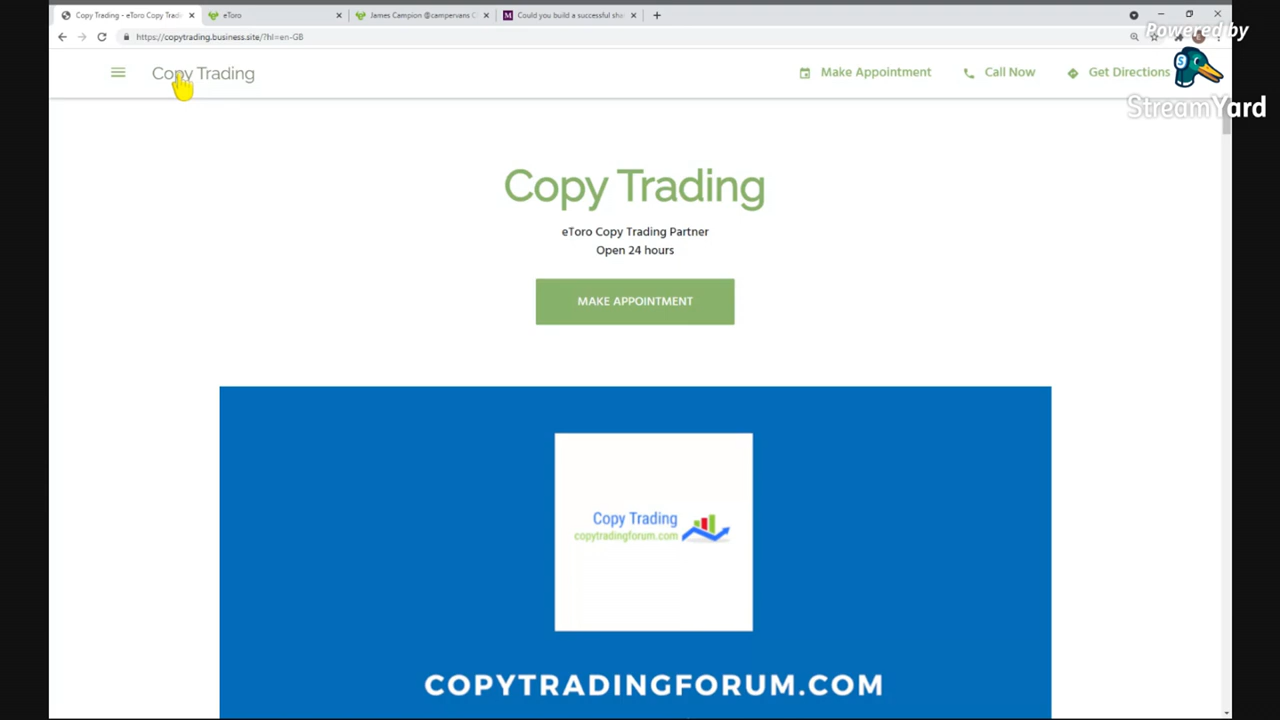 Copy Trading - eToro Copy Tradi
eToro
James Campion @campervans C
M Could you build a successful sha
https://copytrading.business.site/?hl=en-GB
Powered by
S
StreamYard
Copy Trading
Make Appointment
Call Now
Get Directions
Copy Trading
eToro Copy Trading Partner
Open 24 hours
MAKE APPOINTMENT
Copy Trading
copytradingforum.com
COPYTRADINGFORUM.COM